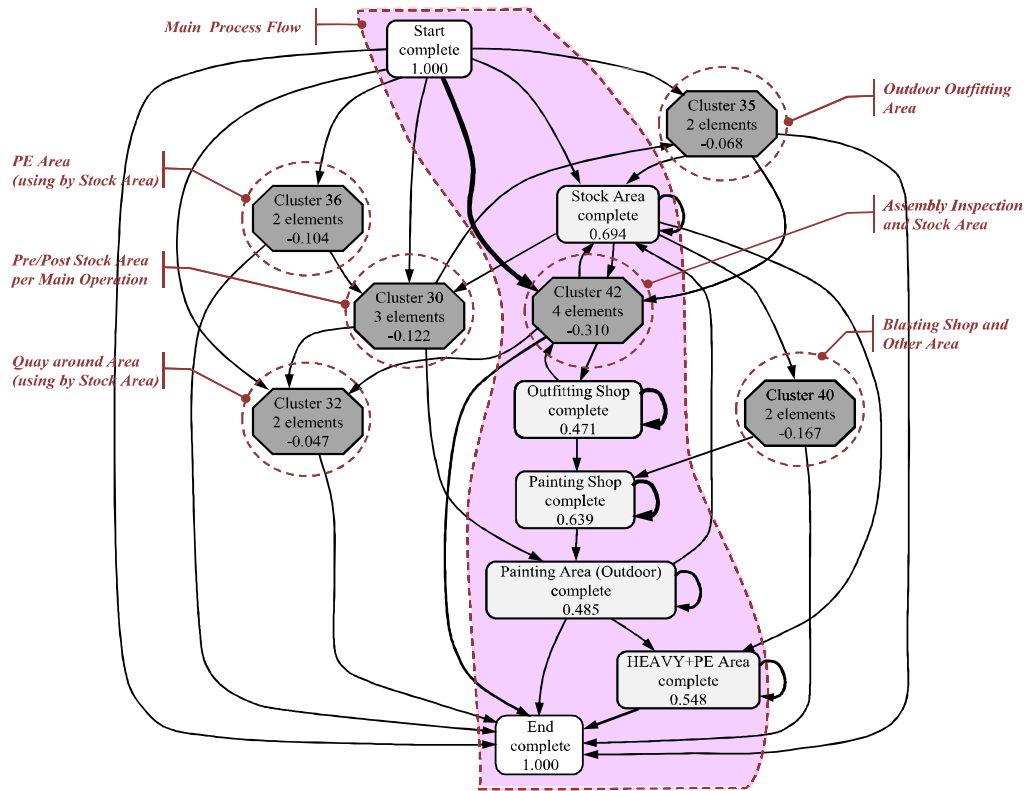 Main Process Flow
Start
complete
1.000
Cluster 35
2 elements
-0.068
Outdoor Outfitting
Area
PE Area
(using by Stock Area)
Cluster 36
2 elements
-0.104
Stock Area
complete
0.694
Assembly Inspection
and Stock Area
Pre/Post Stock Area
per Main Operation
Cluster 30
3 elements
-0.122
Cluster 42
4 elements
-0.310
Blasting Shop and
Other Area
Quay around Area
(using by Stock Area)
Cluster 32
2 elements
-0.047
Outfitting Shop
complete
0.471
Cluster 40
2 elements
-0.167
Painting Shop
complete
0.639
Painting Area (Outdoor)
complete
0.485
HEAVY+PE Area
complete
0.548
End
complete
1.000